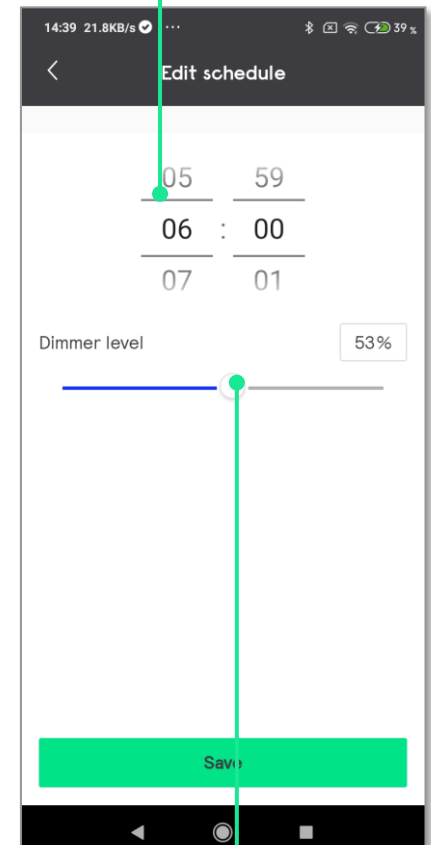 14:39 21.8KB/s ... 39%
Edit schedule
05 59
06 : 00
07 01
Dimmer level 53%
Save